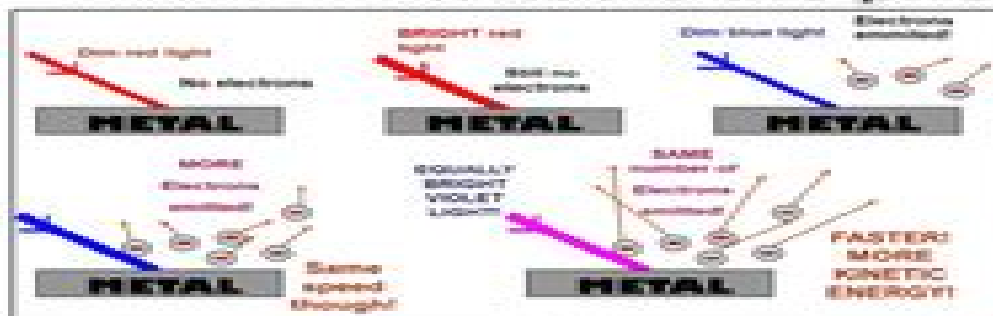 Dim red light
No electrons
METAL
BRIGHT red
light
Still no
electrons
METAL
Dim blue light
Electrons
emmited!
METAL
MORE
Electrons
emitted!
METAL
Same
speed
though!
EQUALLY
BRIGHT
VIOLET
LIGHT!
SAME
number of
Electrons
emitted!
METAL
FASTER!
MORE
KINETIC
ENERGY!